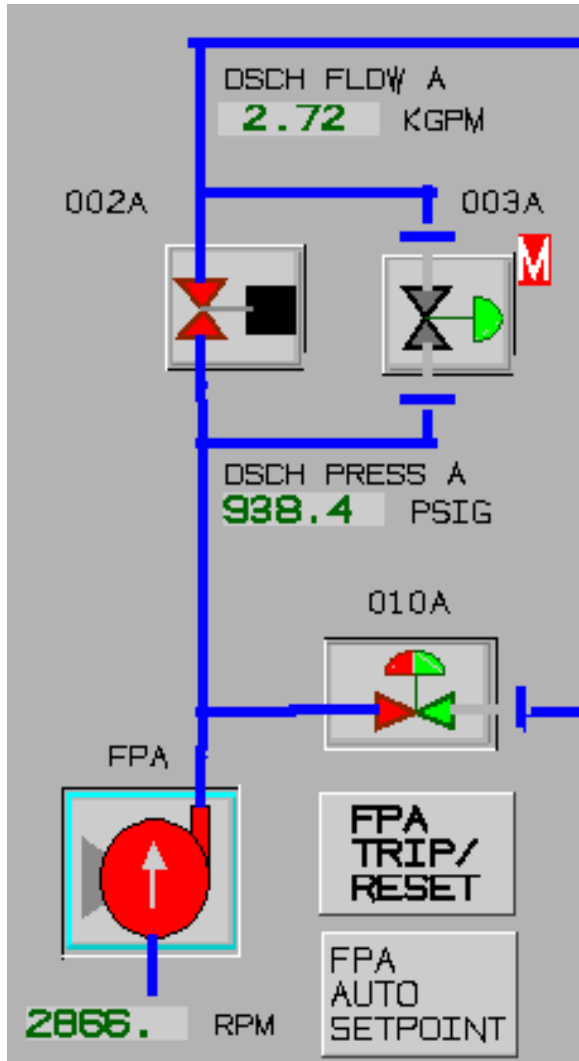 DSCH FLOW A
2.72 KGPM
002A
003A
M
DSCH PRESS A
938.4 PSIG
010A
FPA
FPA
TRIP/
RESET
FPA
AUTO
SETPOINT
2866. RPM